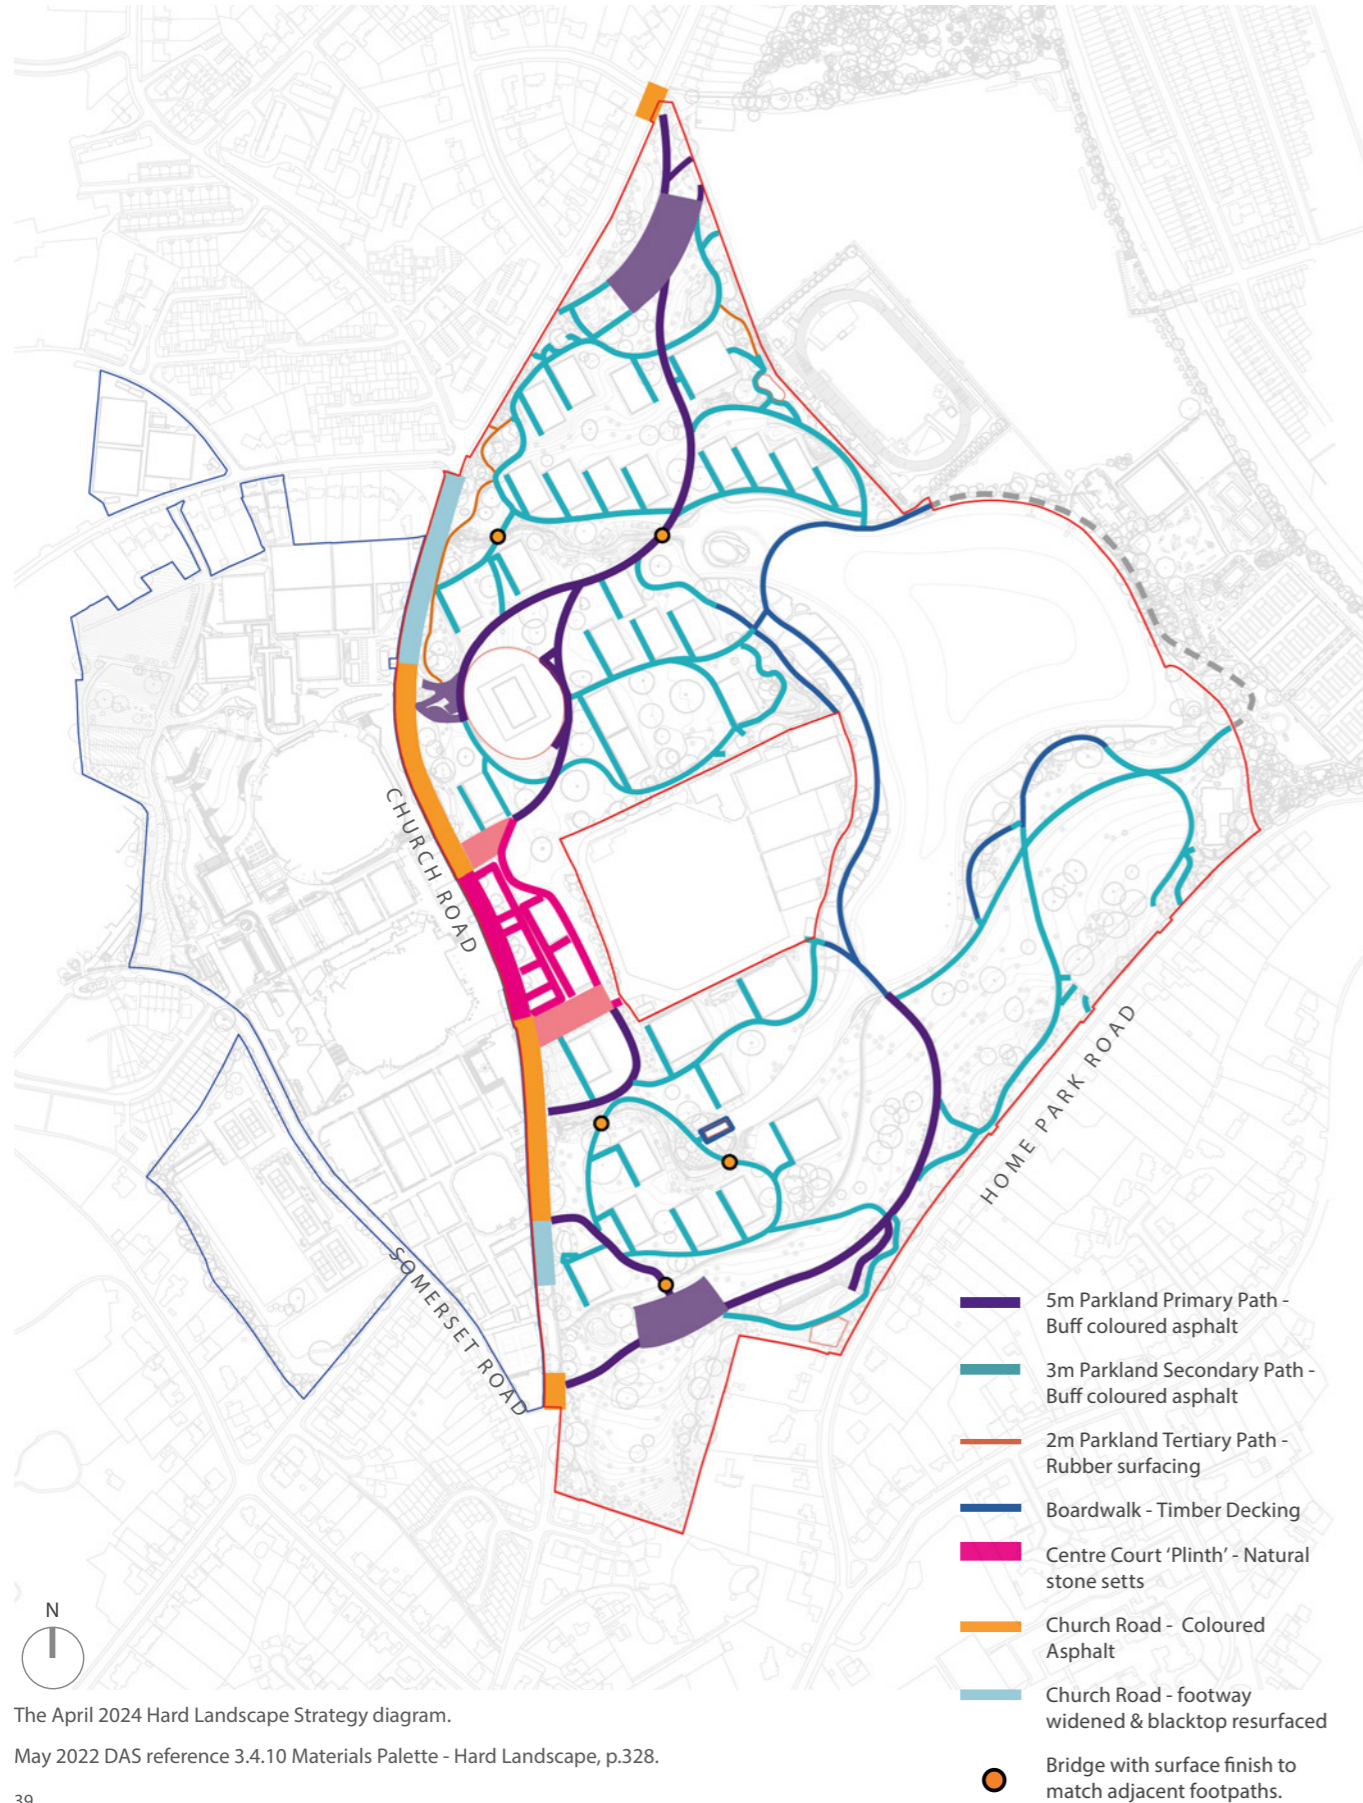 CHURCH ROAD
HOME PARK ROAD
SOMERSET ROAD
5m Parkland Primary Path -
Buff coloured asphalt
3m Parkland Secondary Path -
Buff coloured asphalt
2m Parkland Tertiary Path -
Rubber surfacing
Boardwalk - Timber Decking
Centre Court ‘Plinth’ - Natural
stone setts
Church Road - Coloured
Asphalt
Church Road - footway
widened & blacktop resurfaced
Bridge with surface finish to
match adjacent footpaths.
N
The April 2024 Hard Landscape Strategy diagram.
May 2022 DAS reference 3.4.10 Materials Palette - Hard Landscape, p.328.
39